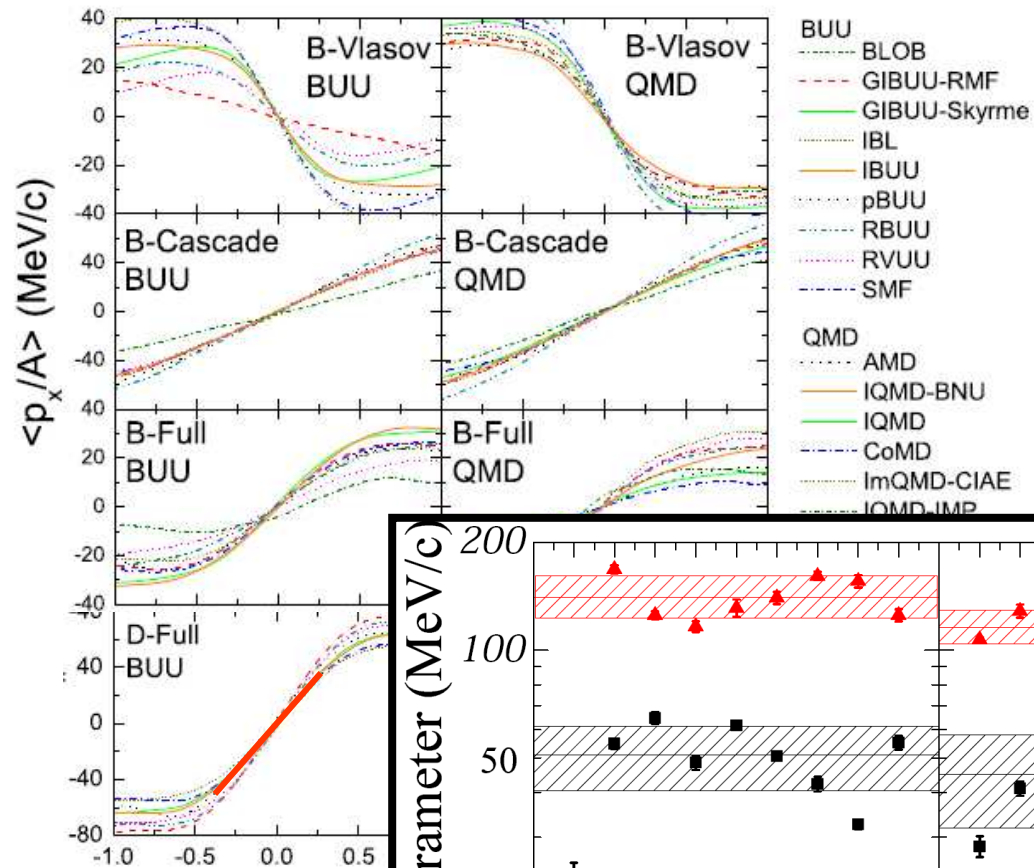 <p_x/A> (MeV/c)
40
20
0
-20
-40
B-Vlasov
BUU
B-Vlasov
QMD
40
0
-40
B-Cascade
BUU
B-Cascade
QMD
40
20
0
-20
-40
B-Full
BUU
B-Full
QMD
40
0
-40
-80
D-Full
BUU
-1.0
-0.5
0.0
0.5
BUU
BLOB
GIBUU-RMF
GIBUU-Skyrme
IBL
IBUU
pBUU
RBUU
RVUU
SMF
QMD
AMD
IQMD-BNU
IQMD
CoMD
ImQMD-CIAE
IQMD-IMP
rameter (MeV/c)
200
100
50